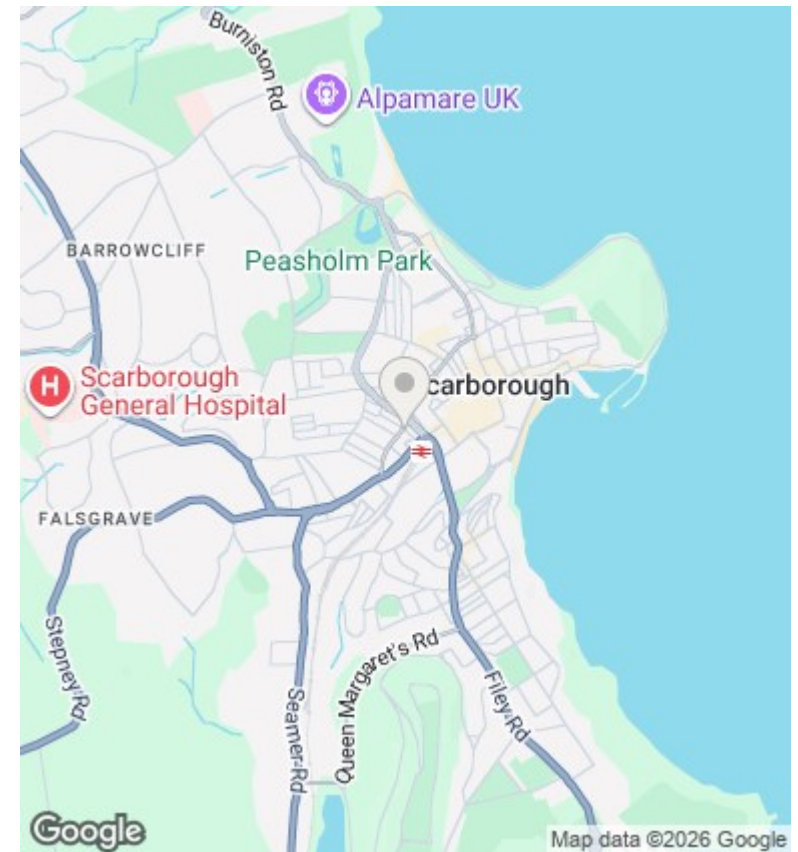 Burniston Rd
Alpamare UK
BARROWCLIFF
Peasholm Park
carborough
H
Scarborough
General Hospital
FALSGRAVE
Stepney Rd
Seamer Rd
Queen Margaret's Rd
Filey Rd
Google
Map data ©2026 Google